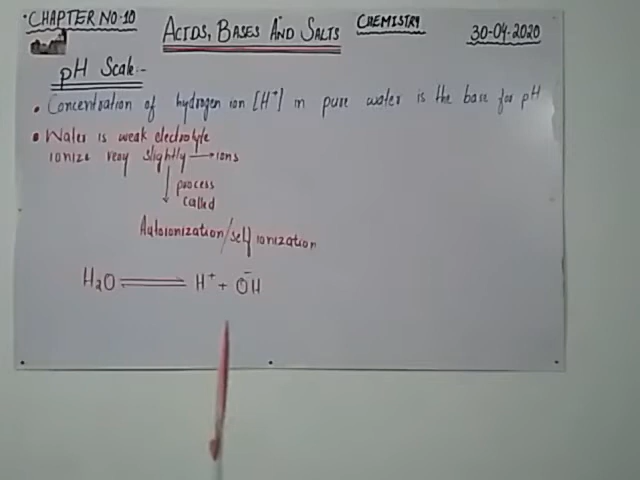 CHAPTER NO:10
ACIDS, BASES AND SALTS
CHEMISTRY
30-04-2020
pH Scale:-
• Concentration of hydrogen ion [H⁺] in pure water is the base for pH
• Water is weak electrolyte
ionize very slightly → ions
↓ process
called
Autoionization/self ionization
H₂O ⇌ H⁺ + ŌH